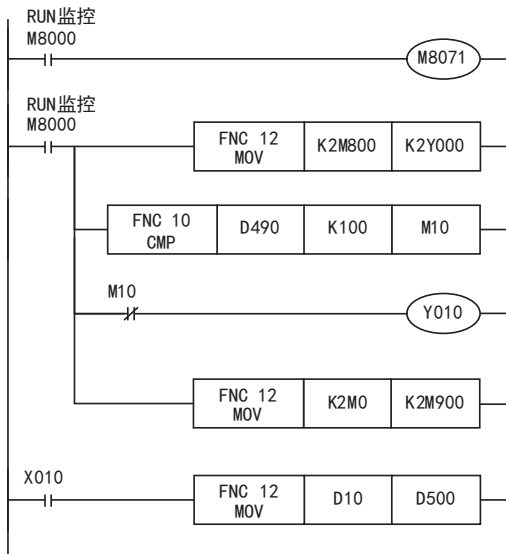 RUN监控
M8000
M8071
RUN监控
M8000
FNC 12
MOV
K2M800
K2Y000
FNC 10
CMP
D490
K100
M10
M10
Y010
FNC 12
MOV
K2M0
K2M900
X010
FNC 12
MOV
D10
D500